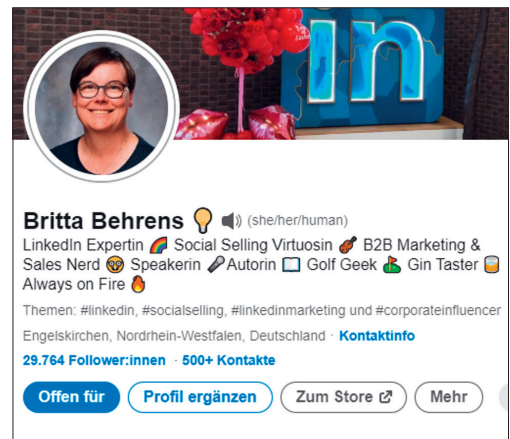 in
Britta Behrens 💡 🔊 (she/her/human)
LinkedIn Expertin 🌈 Social Selling Virtuosin 🎻 B2B Marketing &
Sales Nerd 🤓 Speakerin 🎤Autorin 📖 Golf Geek ⛳ Gin Taster 🥃
Always on Fire 🔥
Themen: #linkedin, #socialselling, #linkedinmarketing und #corporateinfluencer
Engelskirchen, Nordrhein-Westfalen, Deutschland · Kontaktinfo
29.764 Follower:innen · 500+ Kontakte
Offen für Profil ergänzen Zum Store Mehr